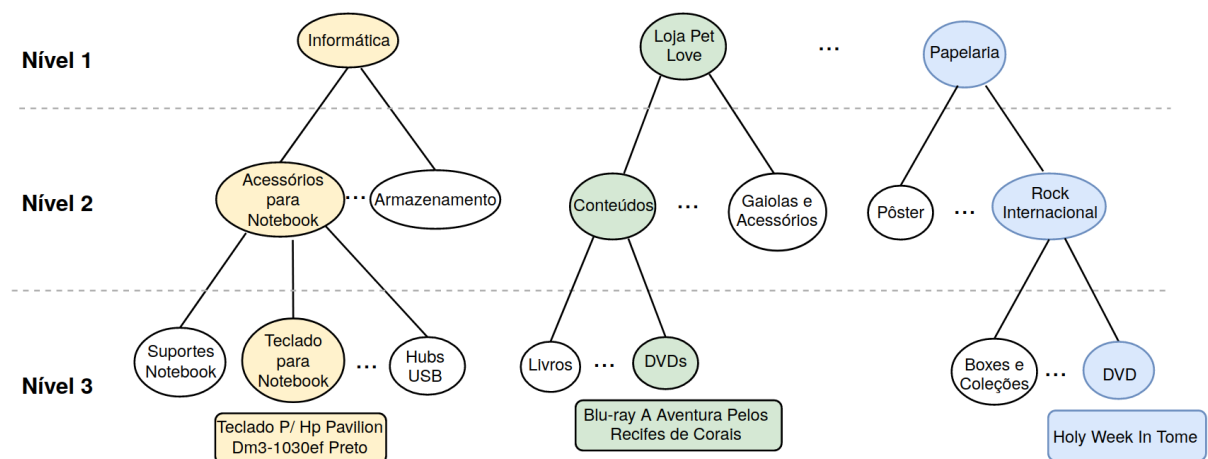 Nível 1
Informática
Loja Pet
Love
...
Papelaria
Nível 2
Acessórios
para
Notebook
...
Armazenamento
Conteúdos
...
Gaiolas e
Acessórios
Pôster
...
Rock
Internacional
Nível 3
Suportes
Notebook
Teclado
para
Notebook
...
Hubs
USB
Livros
...
DVDs
Boxes e
Coleções
...
DVD
Teclado P/ Hp Pavilion
Dm3-1030ef Preto
Blu-ray A Aventura Pelos
Recifes de Corais
Holy Week In Tome